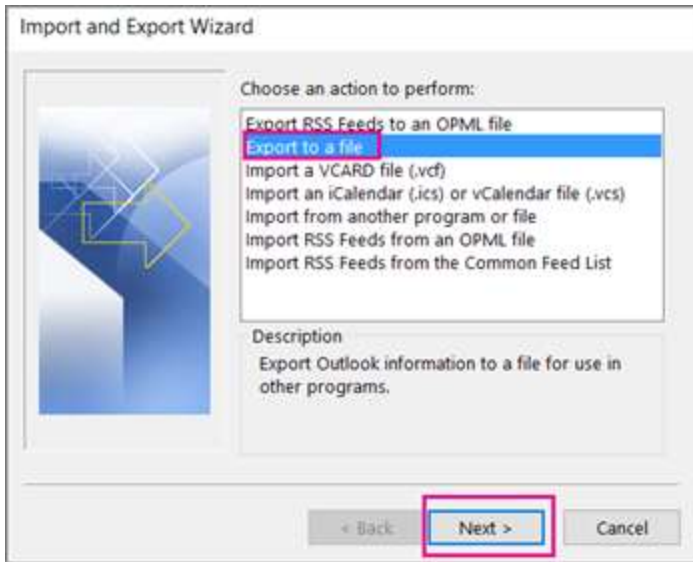 Import and Export Wizard
Choose an action to perform:
Export RSS Feeds to an OPML file
Export to a file
Import a VCARD file (.vcf)
Import an iCalendar (.ics) or vCalendar file (.vcs)
Import from another program or file
Import RSS Feeds from an OPML file
Import RSS Feeds from the Common Feed List
Description
Export Outlook information to a file for use in
other programs.
< Back Next > Cancel